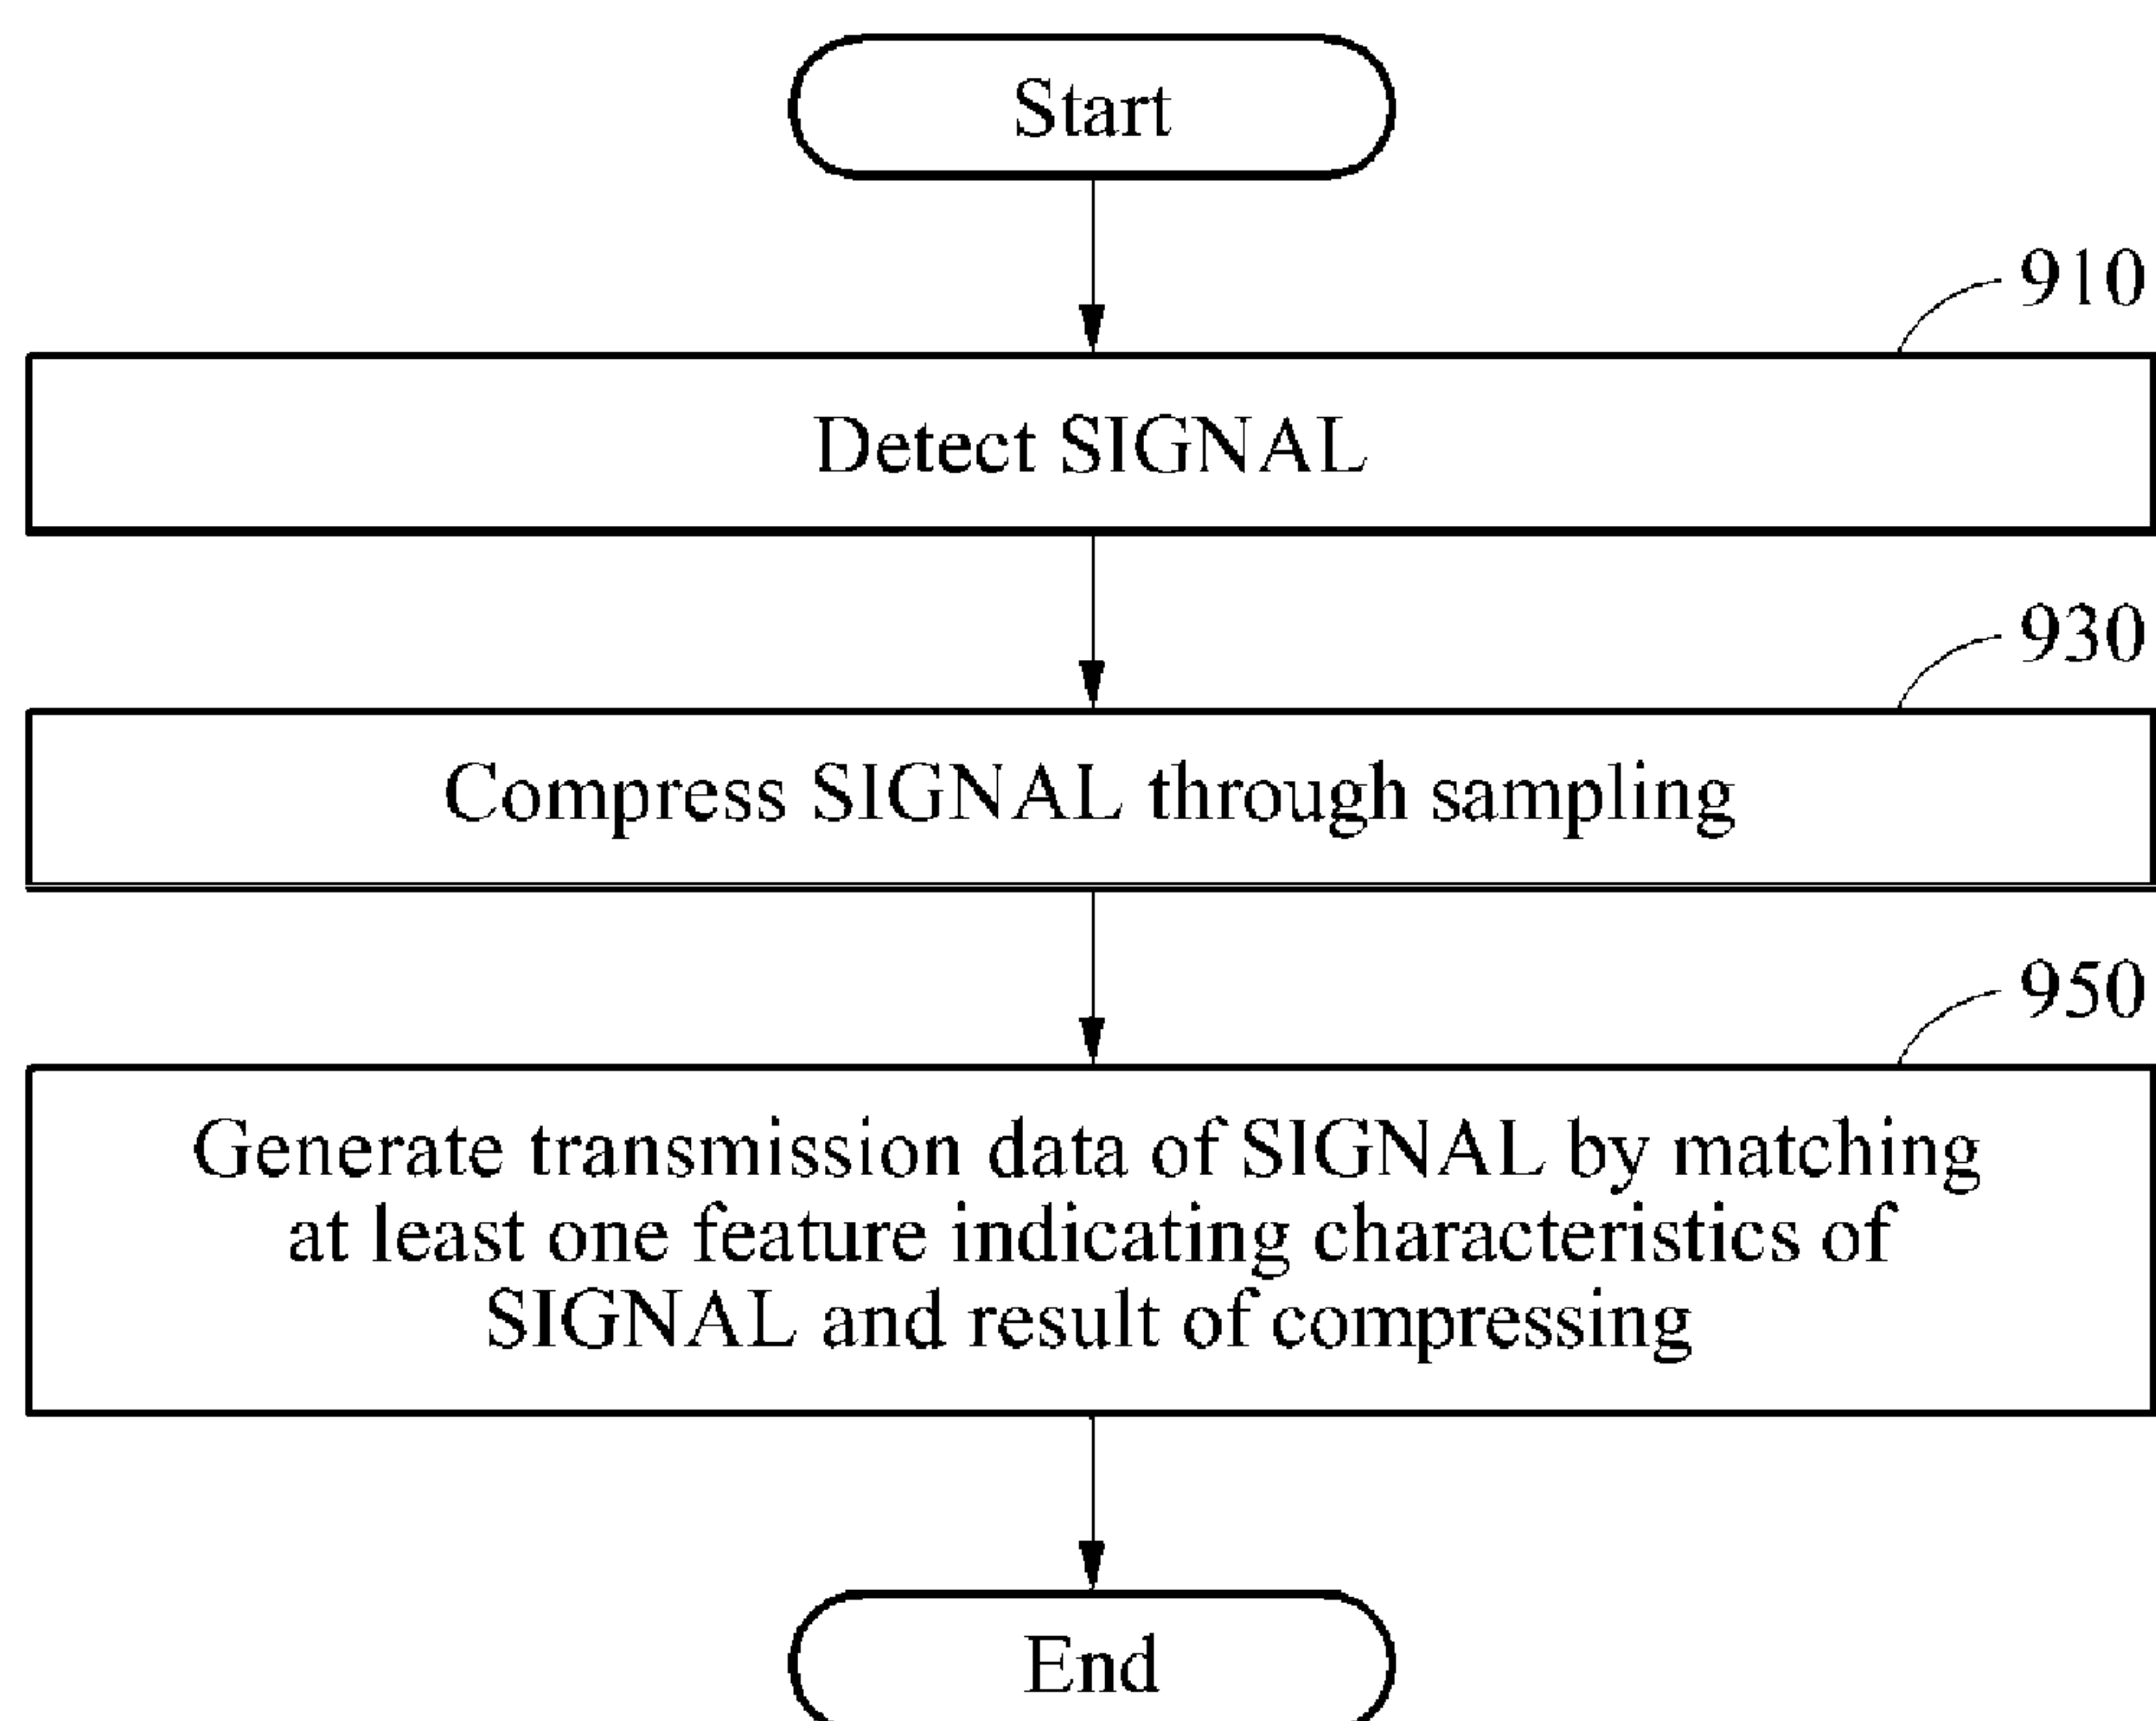 Start
910
Detect SIGNAL
930
Compress SIGNAL through sampling
950
Generate transmission data of SIGNAL by matching
at least one feature indicating characteristics of
SIGNAL and result of compressing
End